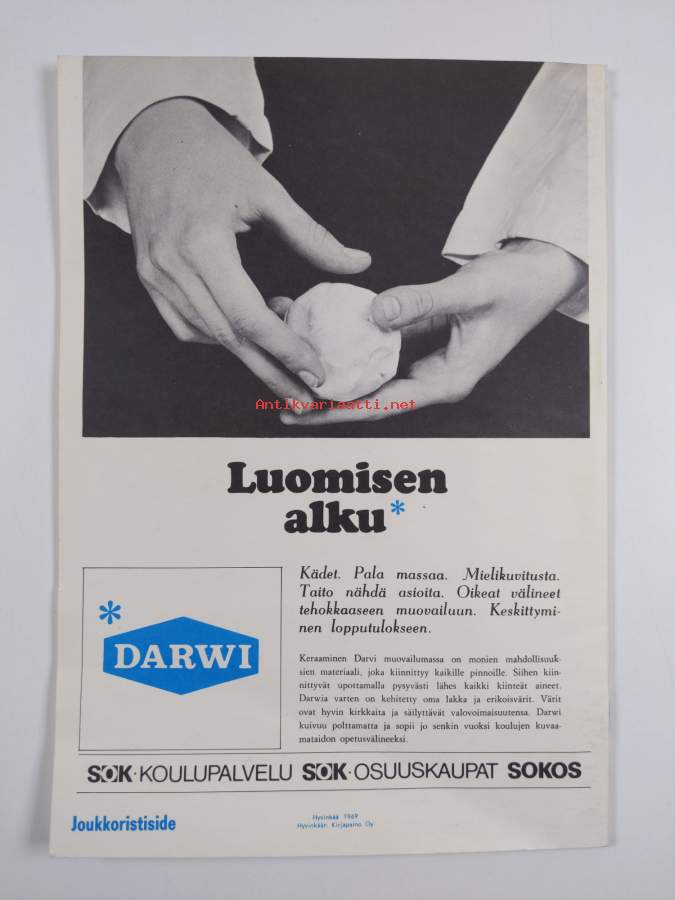 Antikvariaatti.net
Luomisen
alku*
Kädet. Pala massaa. Mielikuvitusta.
Taito nähdä asioita. Oikeat välineet
tehokkaaseen muovailuun. Keskittymi-
nen lopputulokseen.
*
DARWI
Keraaminen Darvi muovailumassa on monien mahdollisuuk-
sien materiaali, joka kiinnittyy kaikille pinnoille. Siihen kiin-
nittyvät upottamalla pysyvästi lähes kaikki kiinteät aineet.
Darwia varten on kehitetty oma lakka ja erikoisvärit. Värit
ovat hyvin kirkkaita ja säilyttävät valovoimaisuutensa. Darwi
kuivuu polttamatta ja sopii jo senkin vuoksi koulujen kuvaa-
mataidon opetusvälineeksi.
SOK·KOULUPALVELU SOK·OSUUSKAUPAT SOKOS
Joukkoristiside
Hyvinkää 1969
Hyvinkään Kirjapaino Oy